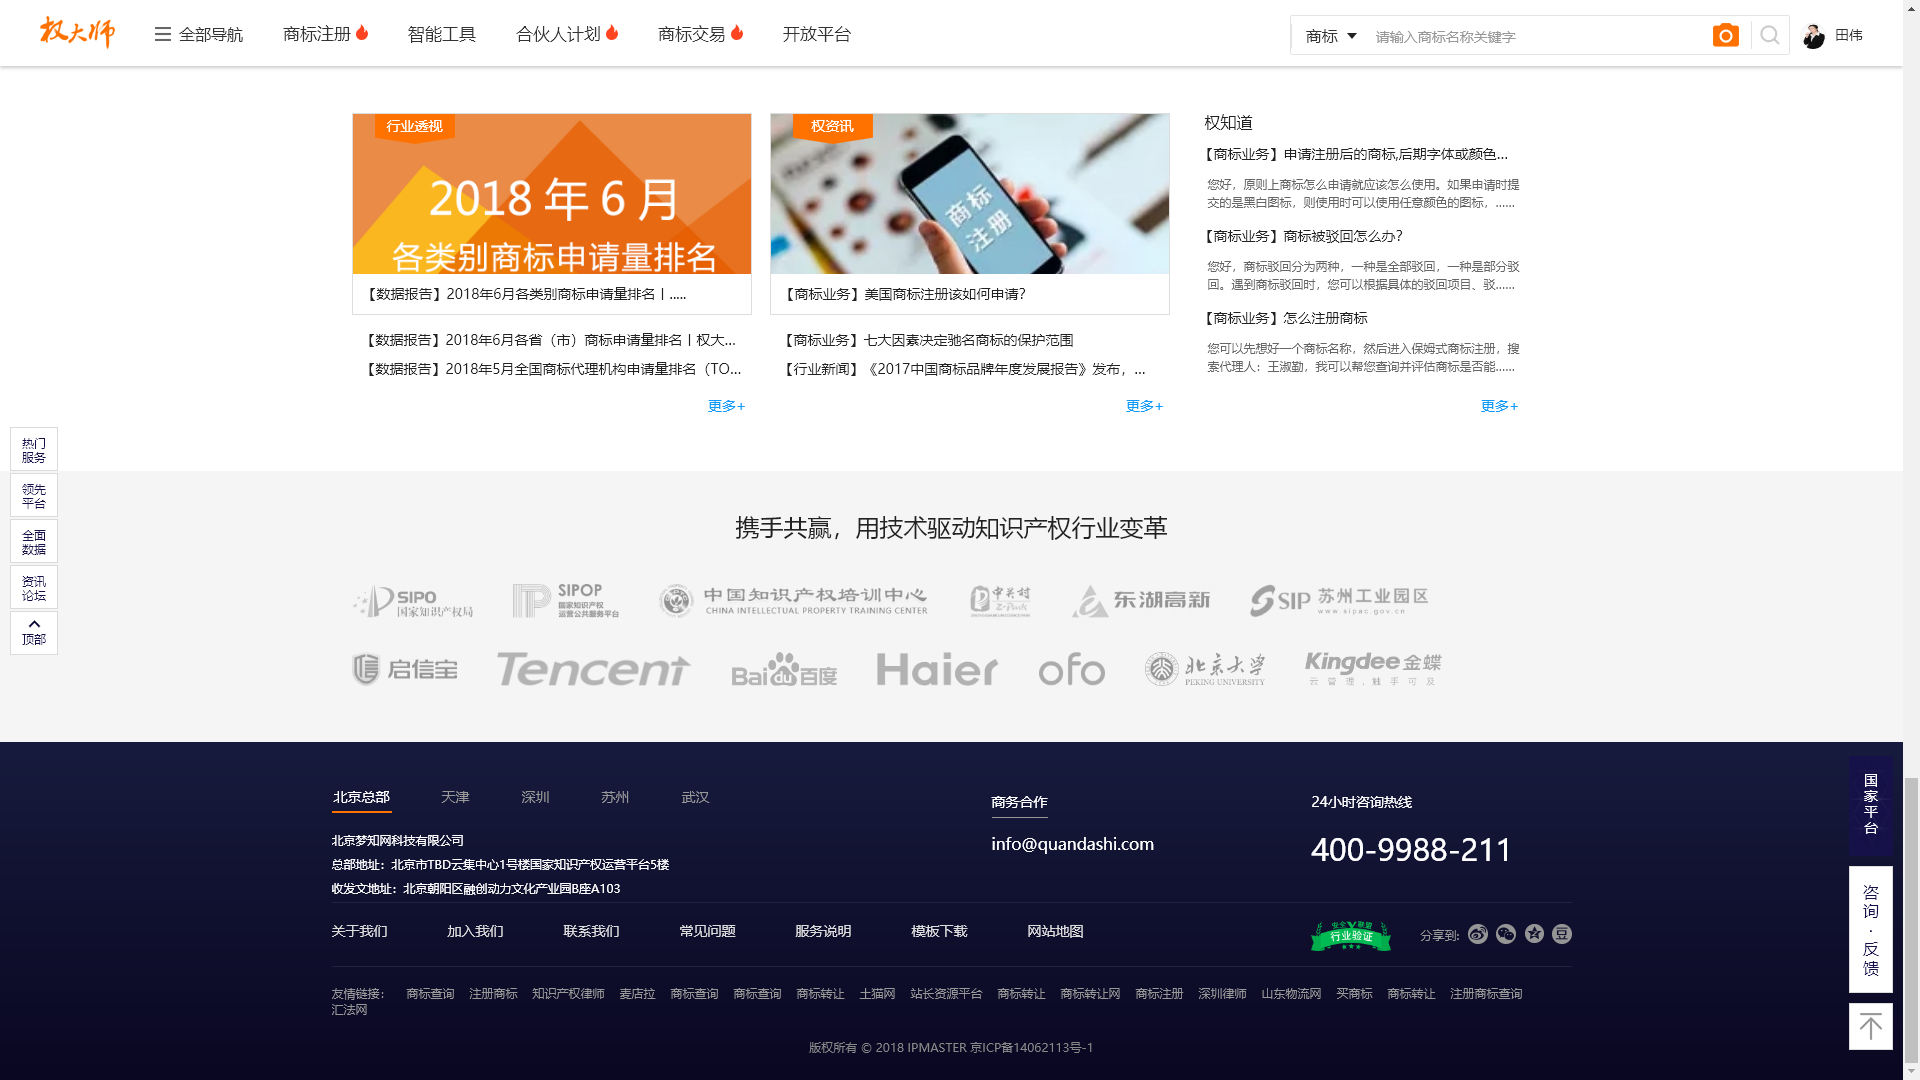 权大师
全部导航
商标注册
智能工具
合伙人计划
商标交易
开放平台
商标
请输入商标名称关键字
田伟
行业透视
2018 年 6 月
各类别商标申请量排名
【数据报告】2018年6月各类别商标申请量排名丨.....
【数据报告】2018年6月各省（市）商标申请量排名丨权大...
【数据报告】2018年5月全国商标代理机构申请量排名（TO...
更多+
权资讯
商标
注册
【商标业务】美国商标注册该如何申请?
【商标业务】七大因素决定驰名商标的保护范围
【行业新闻】《2017中国商标品牌年度发展报告》发布，...
更多+
权知道
【商标业务】申请注册后的商标,后期字体或颜色...
您好，原则上商标怎么申请就应该怎么使用。如果申请时提
交的是黑白图标，则使用时可以使用任意颜色的图标，......
【商标业务】商标被驳回怎么办?
您好，商标驳回分为两种，一种是全部驳回，一种是部分驳
回。遇到商标驳回时，您可以根据具体的驳回项目、驳......
【商标业务】怎么注册商标
您可以先想好一个商标名称，然后进入保姆式商标注册，搜
索代理人：王淑勤，我可以帮您查询并评估商标是否能......
更多+
热门
服务
领先
平台
全面
数据
资讯
论坛
顶部
携手共赢，用技术驱动知识产权行业变革
SIPO
国家知识产权局
SIPOP
国家知识产权
运营公共服务平台
中国知识产权培训中心
CHINA INTELLECTUAL PROPERTY TRAINING CENTER
中关村
Z-Park
东湖高新
SIP 苏州工业园区
www.sipac.gov.cn
启信宝
Tencent
Baidu百度
Haier
ofo
北京大学
PEKING UNIVERSITY
Kingdee金蝶
云管理，触手可及
北京总部
天津
深圳
苏州
武汉
北京梦知网科技有限公司
总部地址：北京市TBD云集中心1号楼国家知识产权运营平台5楼
收发文地址：北京朝阳区融创动力文化产业园B座A103
商务合作
info@quandashi.com
24小时咨询热线
400-9988-211
关于我们
加入我们
联系我们
常见问题
服务说明
模板下载
网站地图
安全联盟
行业验证
分享到:
豆
友情链接：
商标查询
注册商标
知识产权律师
麦店拉
商标查询
商标查询
商标转让
土猫网
站长资源平台
商标转让
商标转让网
商标注册
深圳律师
山东物流网
买商标
商标转让
注册商标查询
汇法网
版权所有 © 2018 IPMASTER 京ICP备14062113号-1
国家平台
咨询·反馈